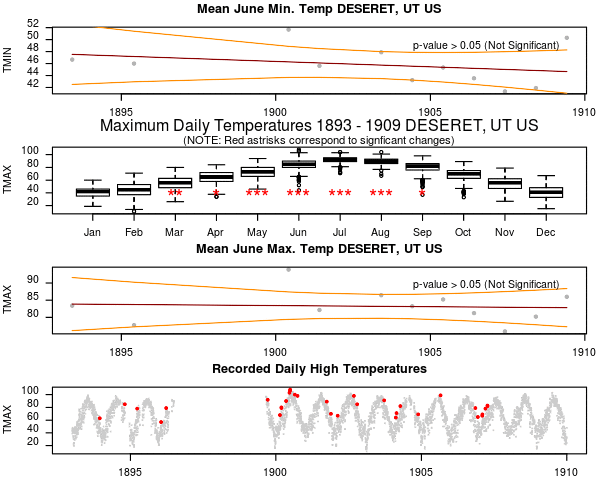 Mean June Min. Temp DESERET, UT US
TMIN
52
50
48
46
44
42
p-value > 0.05 (Not Significant)
1895 1900 1905 1910
Maximum Daily Temperatures 1893 - 1909 DESERET, UT US
(NOTE: Red astrisks correspond to signficant changes)
TMAX
100
80
60
40
20
** * *** *** *** *** *
Jan Feb Mar Apr May Jun Jul Aug Sep Oct Nov Dec
Mean June Max. Temp DESERET, UT US
TMAX
90
85
80
p-value > 0.05 (Not Significant)
1895 1900 1905 1910
Recorded Daily High Temperatures
TMAX
100
80
60
40
20
1895 1900 1905 1910